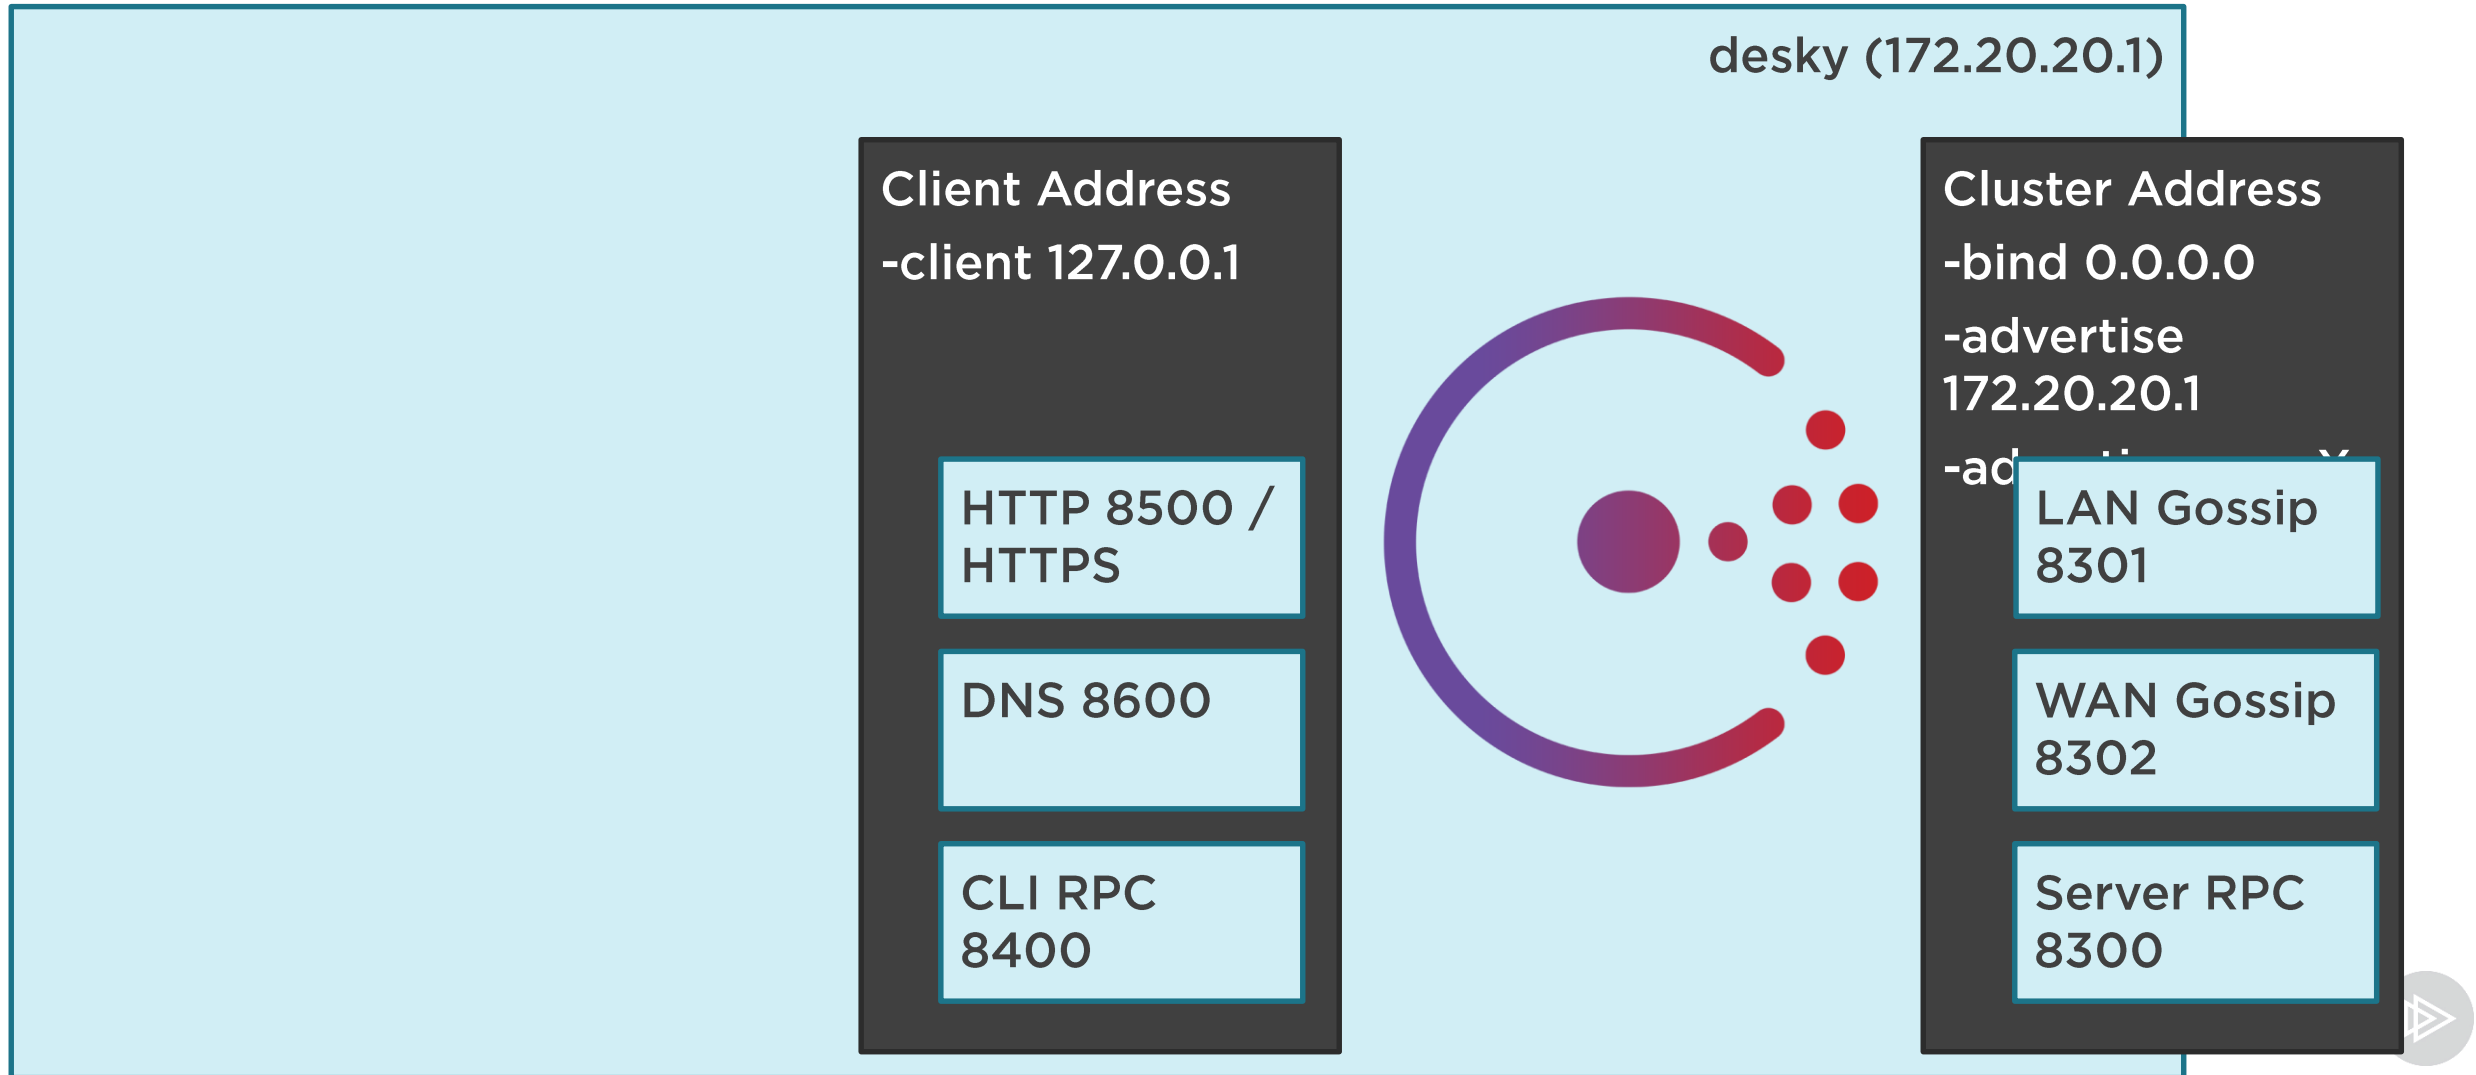 desky (172.20.20.1)
Client Address
-client 127.0.0.1
HTTP 8500 /
HTTPS
DNS 8600
CLI RPC
8400
Cluster Address
-bind 0.0.0.0
-advertise
172.20.20.1
LAN Gossip
8301
WAN Gossip
8302
Server RPC
8300